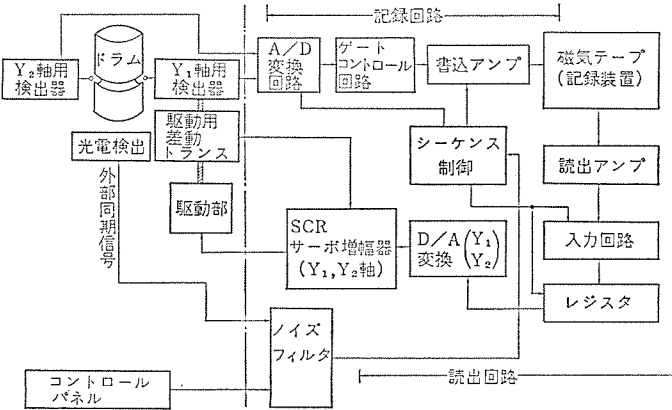 記録回路
ドラム
Y₂軸用
検出器
Y₁軸用
検出器
A/D
変換
回路
ゲート
コントロール
回路
書込アンプ
磁気テープ
(記録装置)
駆動用
差動
トランス
光電検出
シーケンス
制御
読出アンプ
外部同期信号
駆動部
SCR
サーボ増幅器
(Y₁,Y₂軸)
D/A
変換
(Y₁
Y₂)
入力回路
レジスタ
ノイズ
フィルタ
コントロール
パネル
読出回路